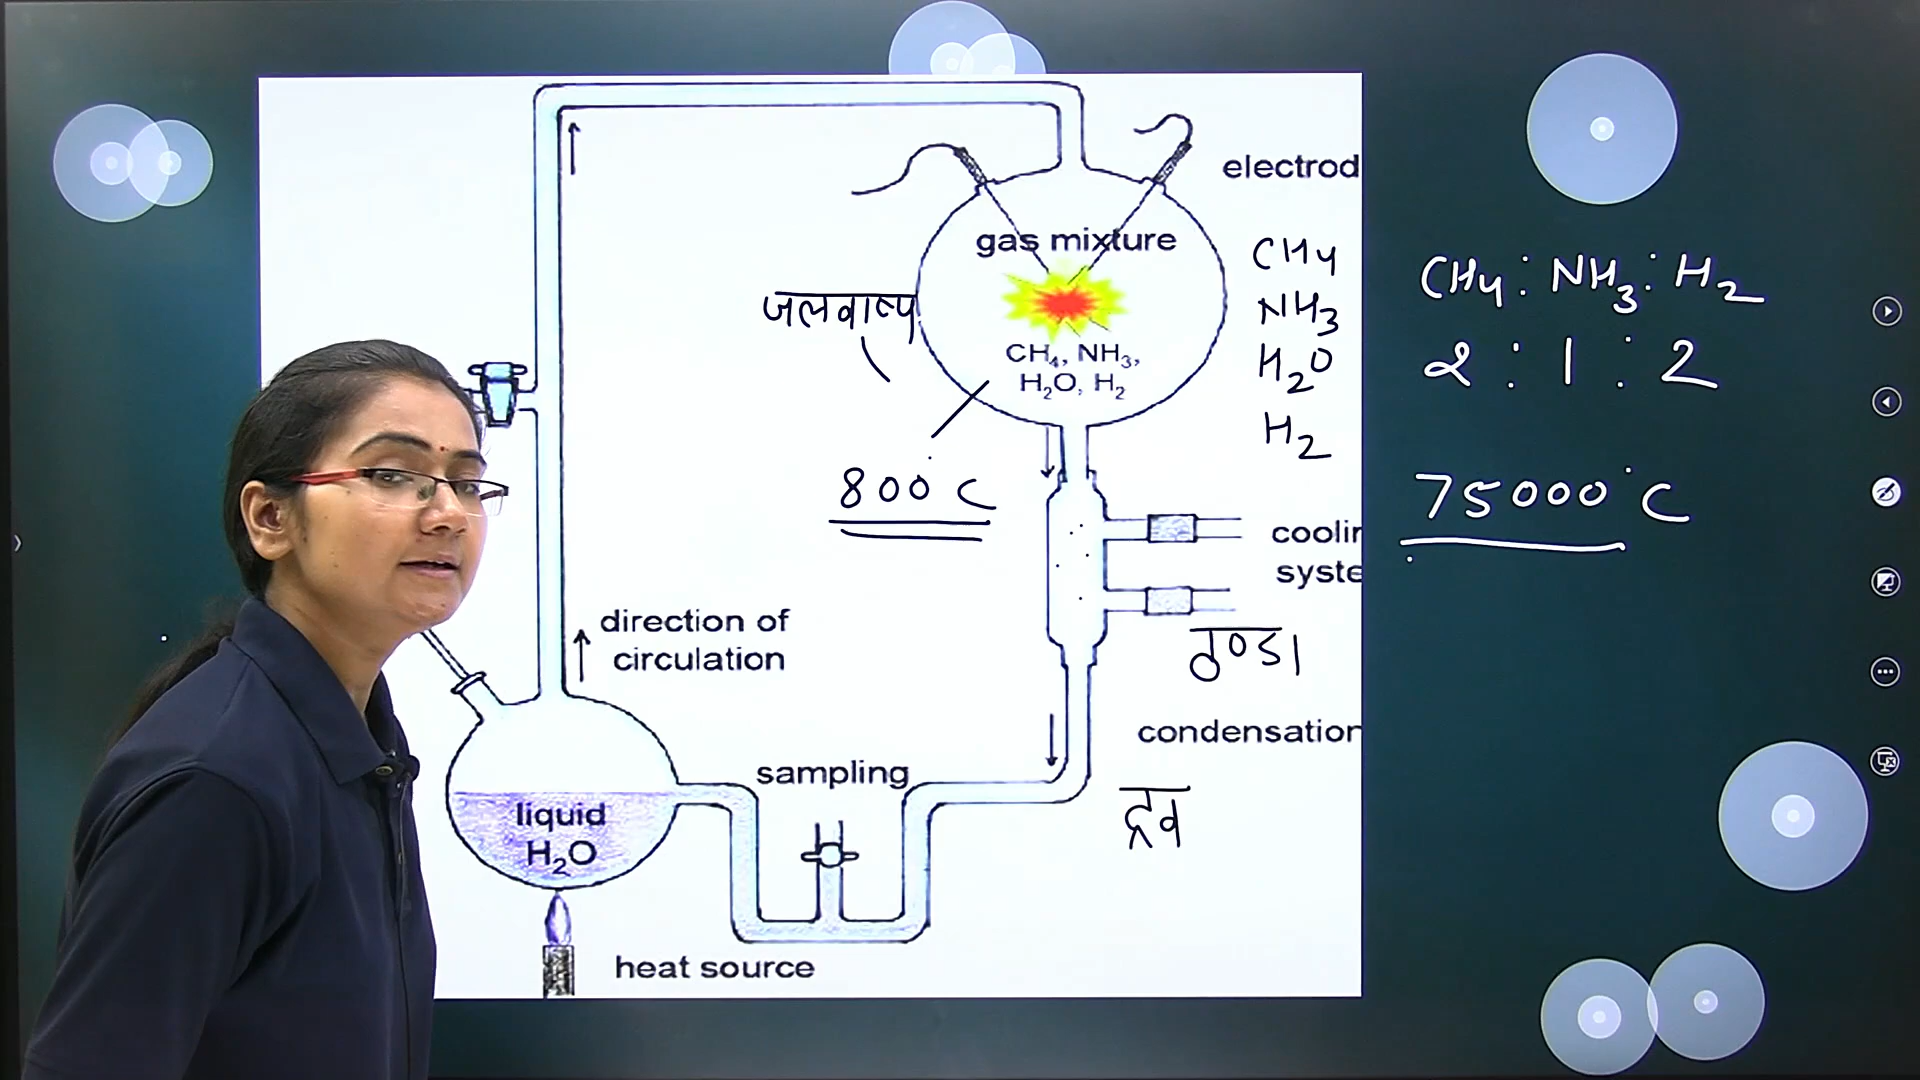 electrod
gas mixture
CH₄, NH₃,
H₂O, H₂
CH4
NH3
H2O
H2
CH4 : NH3 : H2
2 : 1 : 2
जलवाष्प
800°C
75000°C
coolin
syste
ठण्डा
direction of
circulation
condensation
द्रव
sampling
liquid
H₂O
heat source